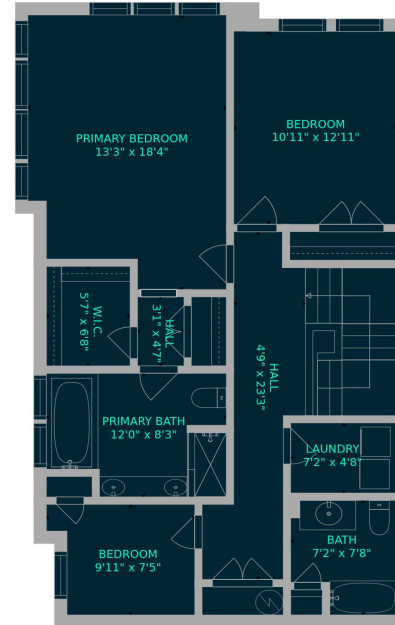 PRIMARY BEDROOM
13'3" x 18'4"
BEDROOM
10'11" x 12'11"
W.I.C.
5'7" x 6'8"
HALL
3'1" x 4'7"
HALL
4'9" x 23'3"
PRIMARY BATH
12'0" x 8'3"
LAUNDRY
7'2" x 4'8"
BEDROOM
9'11" x 7'5"
BATH
7'2" x 7'8"